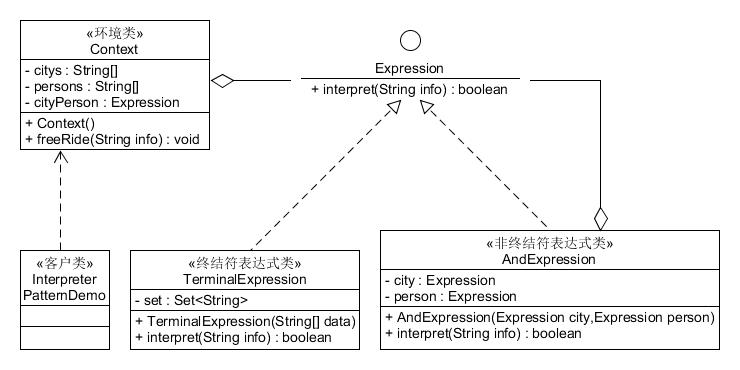 《环境类》
Context
- citys : String[]
- persons : String[]
- cityPerson : Expression
+ Context()
+ freeRide(String info) : void
Expression
+ interpret(String info) : boolean
《客户类》
Interpreter
PatternDemo
《终结符表达式类》
TerminalExpression
- set : Set<String>
+ TerminalExpression(String[] data)
+ interpret(String info) : boolean
《非终结符表达式类》
AndExpression
- city : Expression
- person : Expression
+ AndExpression(Expression city,Expression person)
+ interpret(String info) : boolean